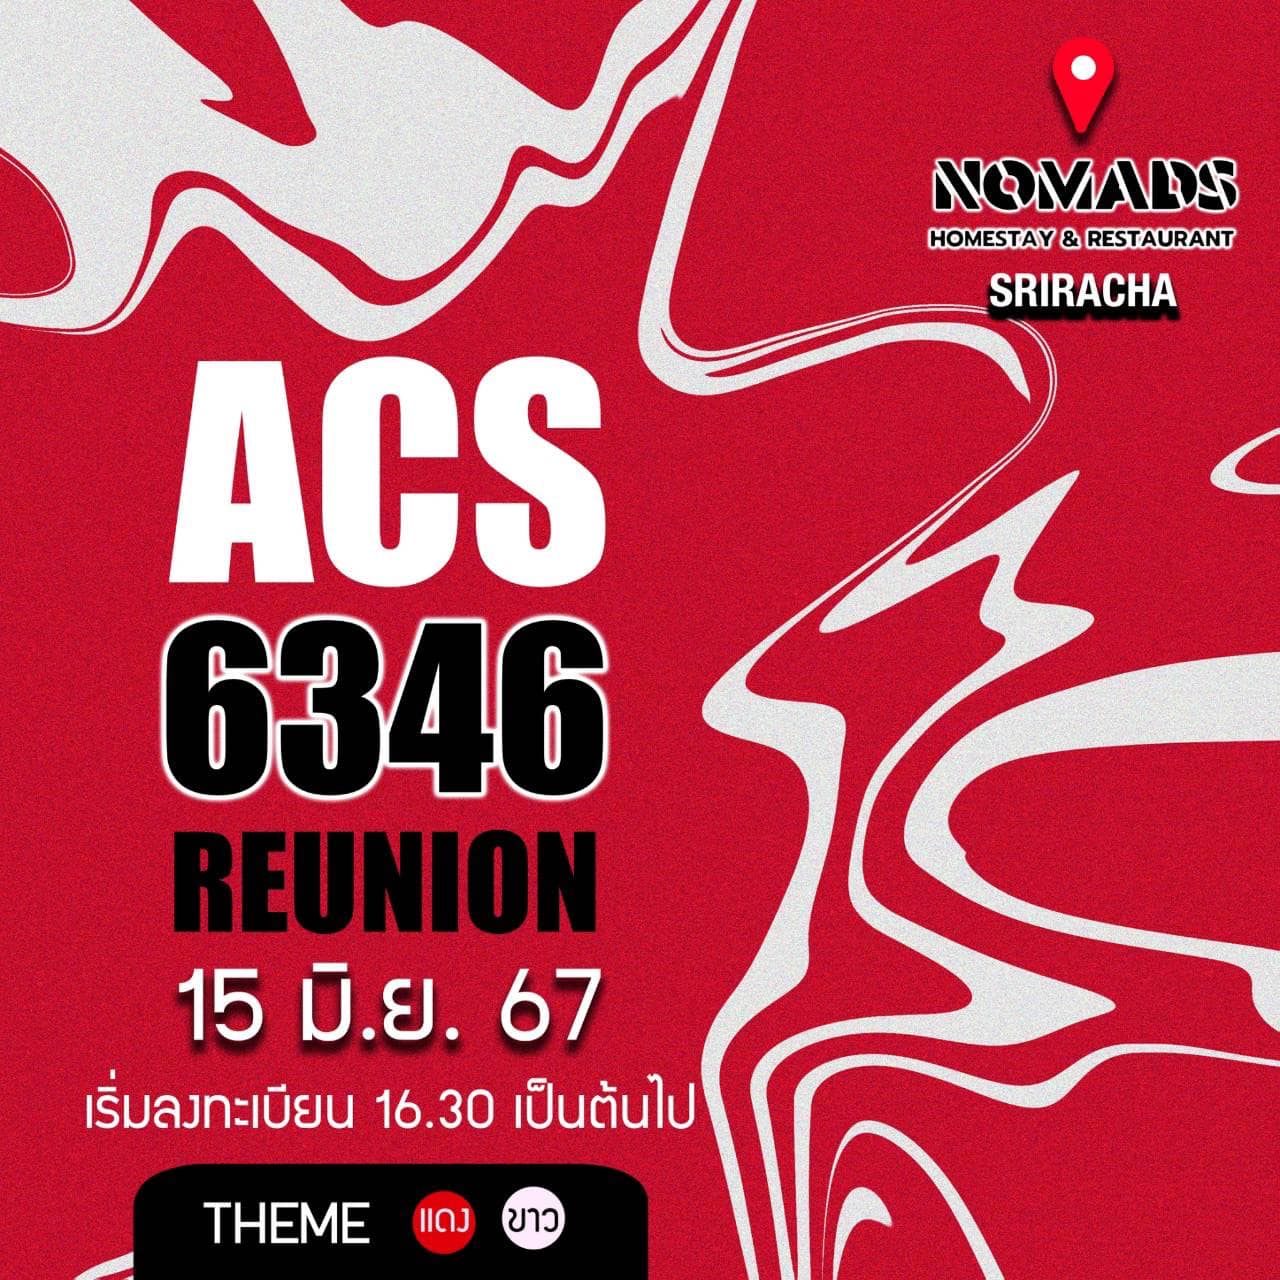 NOMADS
HOMESTAY & RESTAURANT
SRIRACHA
ACS
6346
REUNION
15 มิ.ย. 67
เริ่มลงทะเบียน 16.30 เป็นต้นไป
THEME แดง ขาว